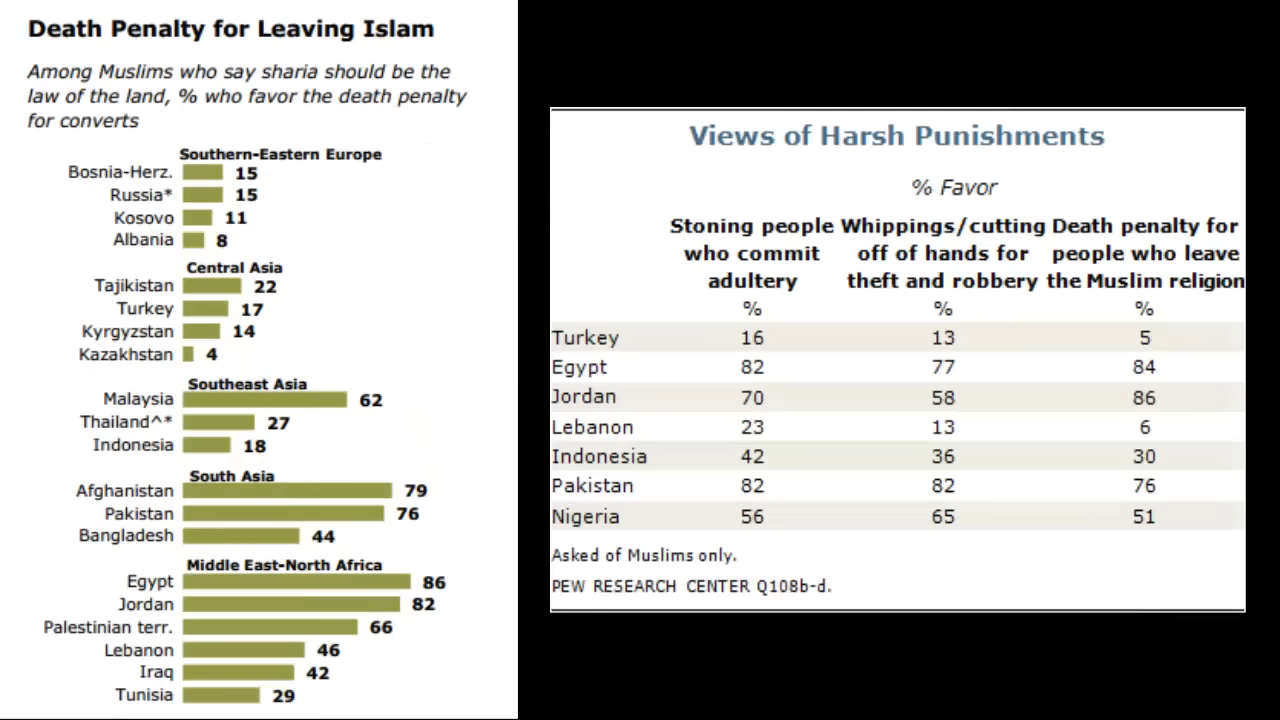 Death Penalty for Leaving Islam
Among Muslims who say sharia should be the
law of the land, % who favor the death penalty
for converts
Southern-Eastern Europe
Bosnia-Herz. 15
Russia* 15
Kosovo 11
Albania 8
Central Asia
Tajikistan 22
Turkey 17
Kyrgyzstan 14
Kazakhstan 4
Southeast Asia
Malaysia 62
Thailand^* 27
Indonesia 18
South Asia
Afghanistan 79
Pakistan 76
Bangladesh 44
Middle East-North Africa
Egypt 86
Jordan 82
Palestinian terr. 66
Lebanon 46
Iraq 42
Tunisia 29
Views of Harsh Punishments
% Favor
Stoning people Whippings/cutting Death penalty for
who commit off of hands for people who leave
adultery theft and robbery the Muslim religion
% % %
Turkey 16 13 5
Egypt 82 77 84
Jordan 70 58 86
Lebanon 23 13 6
Indonesia 42 36 30
Pakistan 82 82 76
Nigeria 56 65 51
Asked of Muslims only.
PEW RESEARCH CENTER Q108b-d.